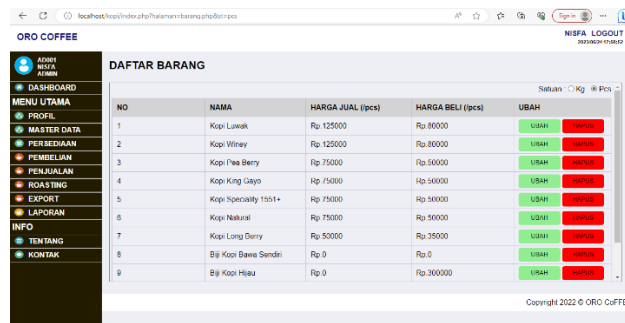 localhost/kopi/index.php?halaman=barang.php&st=pcs
Sign in
ORO COFFEE
NISFA LOGOUT
2023/06/24 17:58:52
AD001
NISFA
ADMIN
DAFTAR BARANG
DASHBOARD
MENU UTAMA
PROFIL
MASTER DATA
PERSEDIAAN
PEMBELIAN
PENJUALAN
ROASTING
EXPORT
LAPORAN
INFO
TENTANG
KONTAK
Satuan : Kg Pcs
NO NAMA HARGA JUAL (/pcs) HARGA BELI (/pcs) UBAH
1 Kopi Luwak Rp.125000 Rp.80000 UBAH HAPUS
2 Kopi Winey Rp.125000 Rp.80000 UBAH HAPUS
3 Kopi Pea Berry Rp.75000 Rp.50000 UBAH HAPUS
4 Kopi King Gayo Rp.75000 Rp.50000 UBAH HAPUS
5 Kopi Speciality 1551+ Rp.75000 Rp.50000 UBAH HAPUS
6 Kopi Natural Rp.75000 Rp.50000 UBAH HAPUS
7 Kopi Long Berry Rp.50000 Rp.35000 UBAH HAPUS
8 Biji Kopi Bawa Sendiri Rp.0 Rp.0 UBAH HAPUS
9 Biji Kopi Hijau Rp.0 Rp.300000 UBAH HAPUS
Copyright 2022 © ORO CoFFE